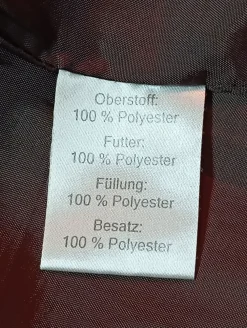 Oberstoff:
100 % Polyester
Futter:
100 % Polyester
Füllung:
100 % Polyester
Besatz:
100 % Polyester